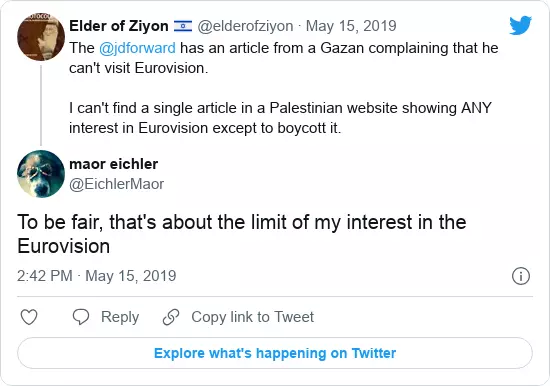 Elder of Ziyon 🇮🇱 @elderofziyon · May 15, 2019
The @jdforward has an article from a Gazan complaining that he
can't visit Eurovision.
I can't find a single article in a Palestinian website showing ANY
interest in Eurovision except to boycott it.
maor eichler
@EichlerMaor
To be fair, that's about the limit of my interest in the
Eurovision
2:42 PM · May 15, 2019
Reply
Copy link to Tweet
Explore what's happening on Twitter